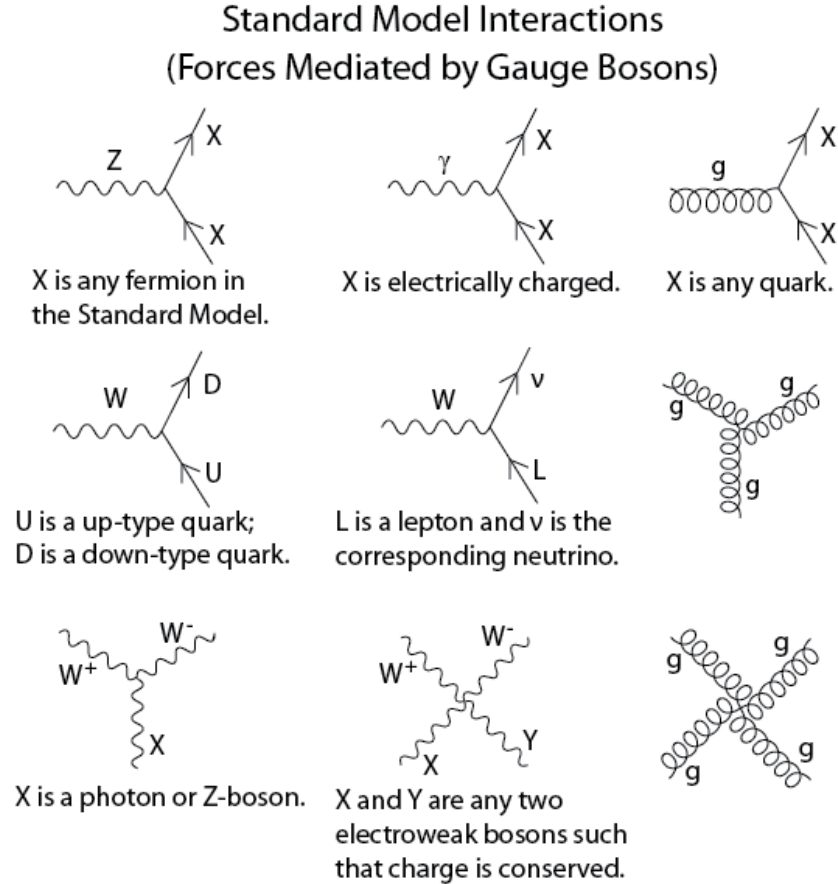 Standard Model Interactions
(Forces Mediated by Gauge Bosons)
Z
X
X
X is any fermion in
the Standard Model.
γ
X
X
X is electrically charged.
g
X
X
X is any quark.
W
D
U
U is a up-type quark;
D is a down-type quark.
W
ν
L
L is a lepton and ν is the
corresponding neutrino.
g
g
g
W+
W-
X
X is a photon or Z-boson.
W+
W-
X
Y
X and Y are any two
electroweak bosons such
that charge is conserved.
g
g
g
g